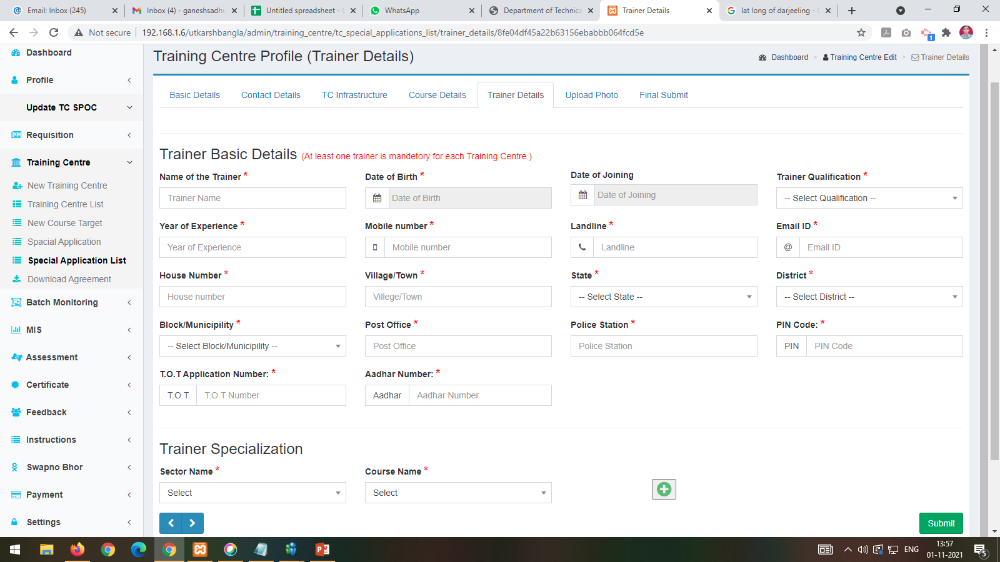 Email: Inbox (245)
Inbox (4) - ganeshsadhu
Untitled spreadsheet - G
WhatsApp
Department of Technica
Trainer Details
lat long of darjeeling - G
Not secure
192.168.1.6/utkarshbangla/admin/training_centre/tc_special_applications_list/trainer_details/8fe04df45a22b63156ebabbb064fcd5e
1
Dashboard
Profile
Update TC SPOC
Requisition
Training Centre
New Training Centre
Training Centre List
New Course Target
Spacial Application
Special Application List
Download Agreement
Batch Monitoring
MIS
Assessment
Certificate
Feedback
Instructions
Swapno Bhor
Payment
Settings
Training Centre Profile (Trainer Details)
Dashboard > Training Centre Edit > Trainer Details
Basic Details Contact Details TC Infrastructure Course Details Trainer Details Upload Photo Final Submit
Trainer Basic Details (At least one trainer is mandetory for each Training Centre.)
Name of the Trainer * Date of Birth * Date of Joining Trainer Qualification *
Trainer Name Date of Birth Date of Joining -- Select Qualification --
Year of Experience * Mobile number * Landline * Email ID *
Year of Experience Mobile number Landline @ Email ID
House Number * Village/Town * State * District *
House number Villege/Town -- Select State -- -- Select District --
Block/Municipility * Post Office * Police Station * PIN Code: *
-- Select Block/Municipility -- Post Office Police Station PIN PIN Code
T.O.T Application Number: * Aadhar Number: *
T.O.T T.O.T Number Aadhar Aadhar Number
Trainer Specialization
Sector Name * Course Name *
Select Select
Submit
ENG
13:57
01-11-2021
5